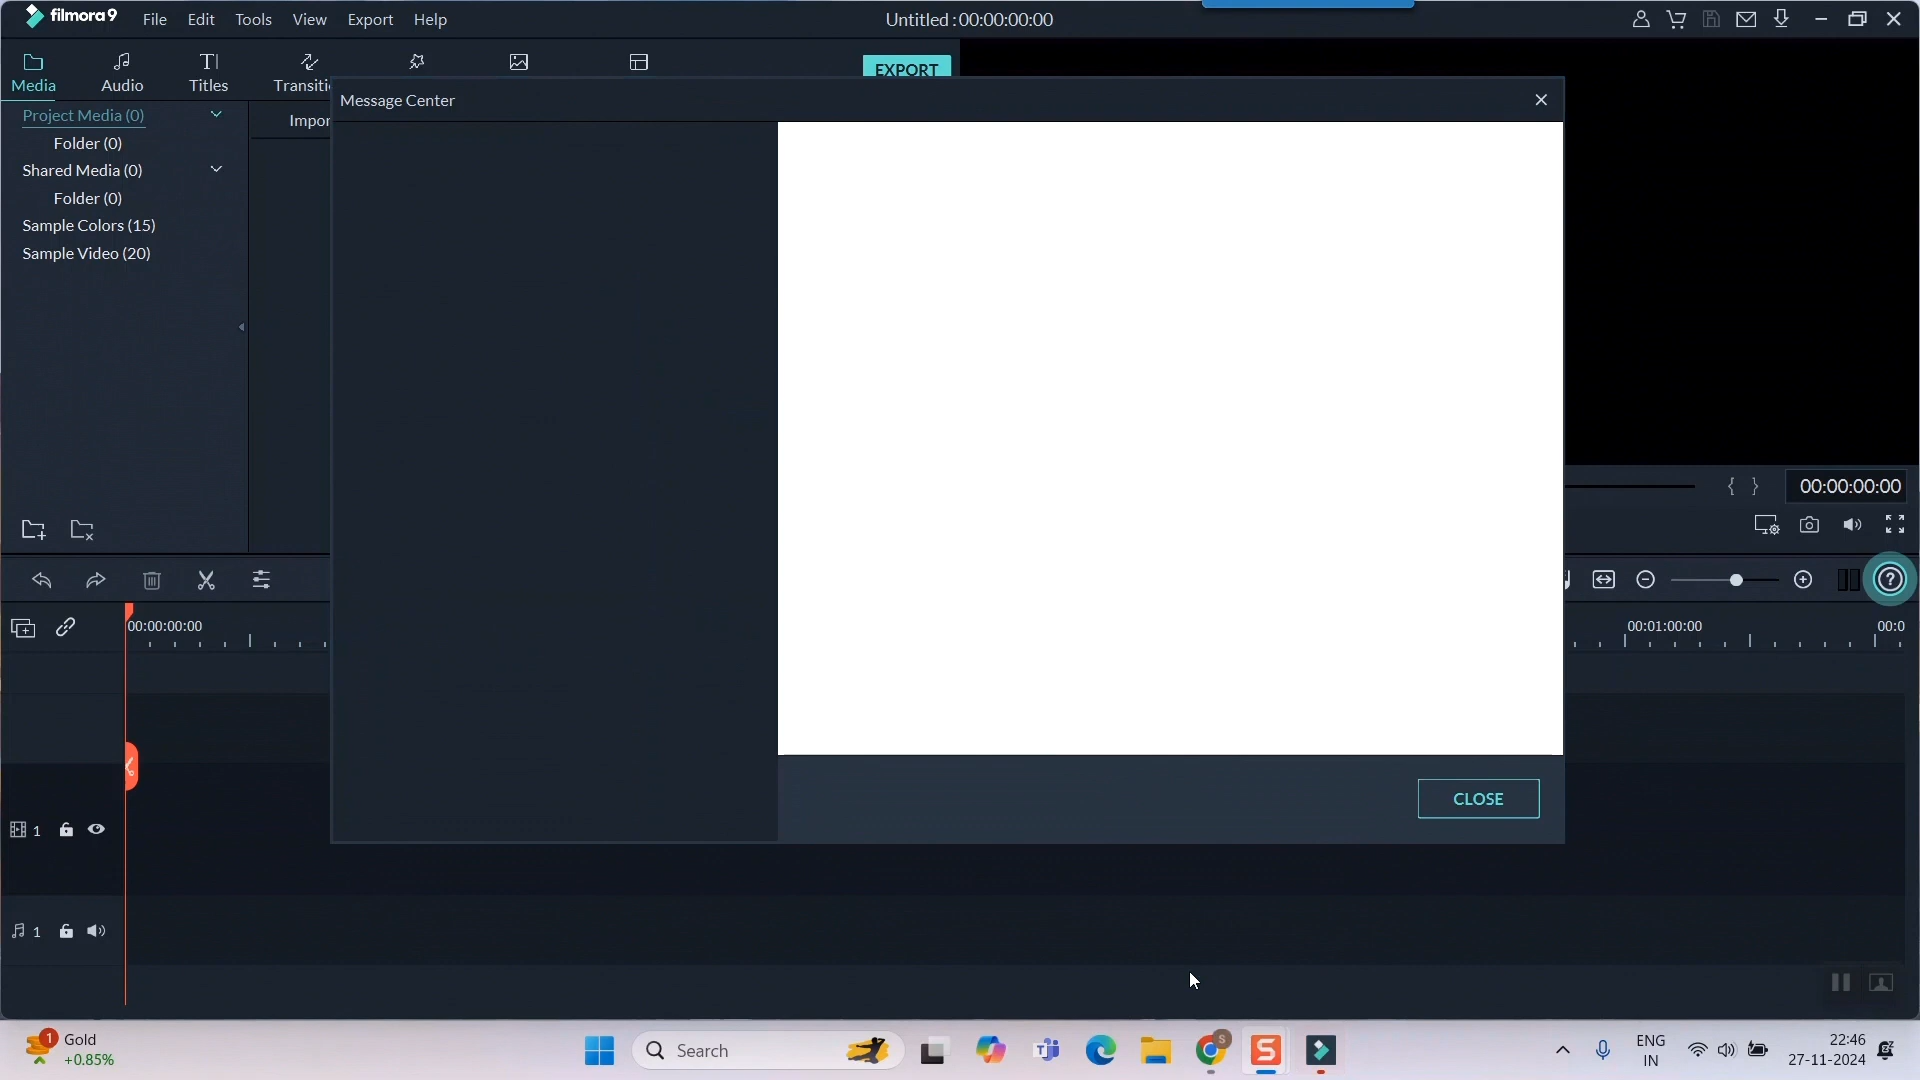 filmora9 File Edit Tools View Export Help Untitled : 00:00:00:00
Media Audio Titles Transiti EXPORT
Message Center
Project Media (0) Impor
Folder (0)
Shared Media (0)
Folder (0)
Sample Colors (15)
Sample Video (20)
{ } 00:00:00:00
00:00:00:00 00:01:00:00 00:0
CLOSE
1
1
1 Gold
+0.85%
Search
S
S
ENG
IN
22:46
27-11-2024